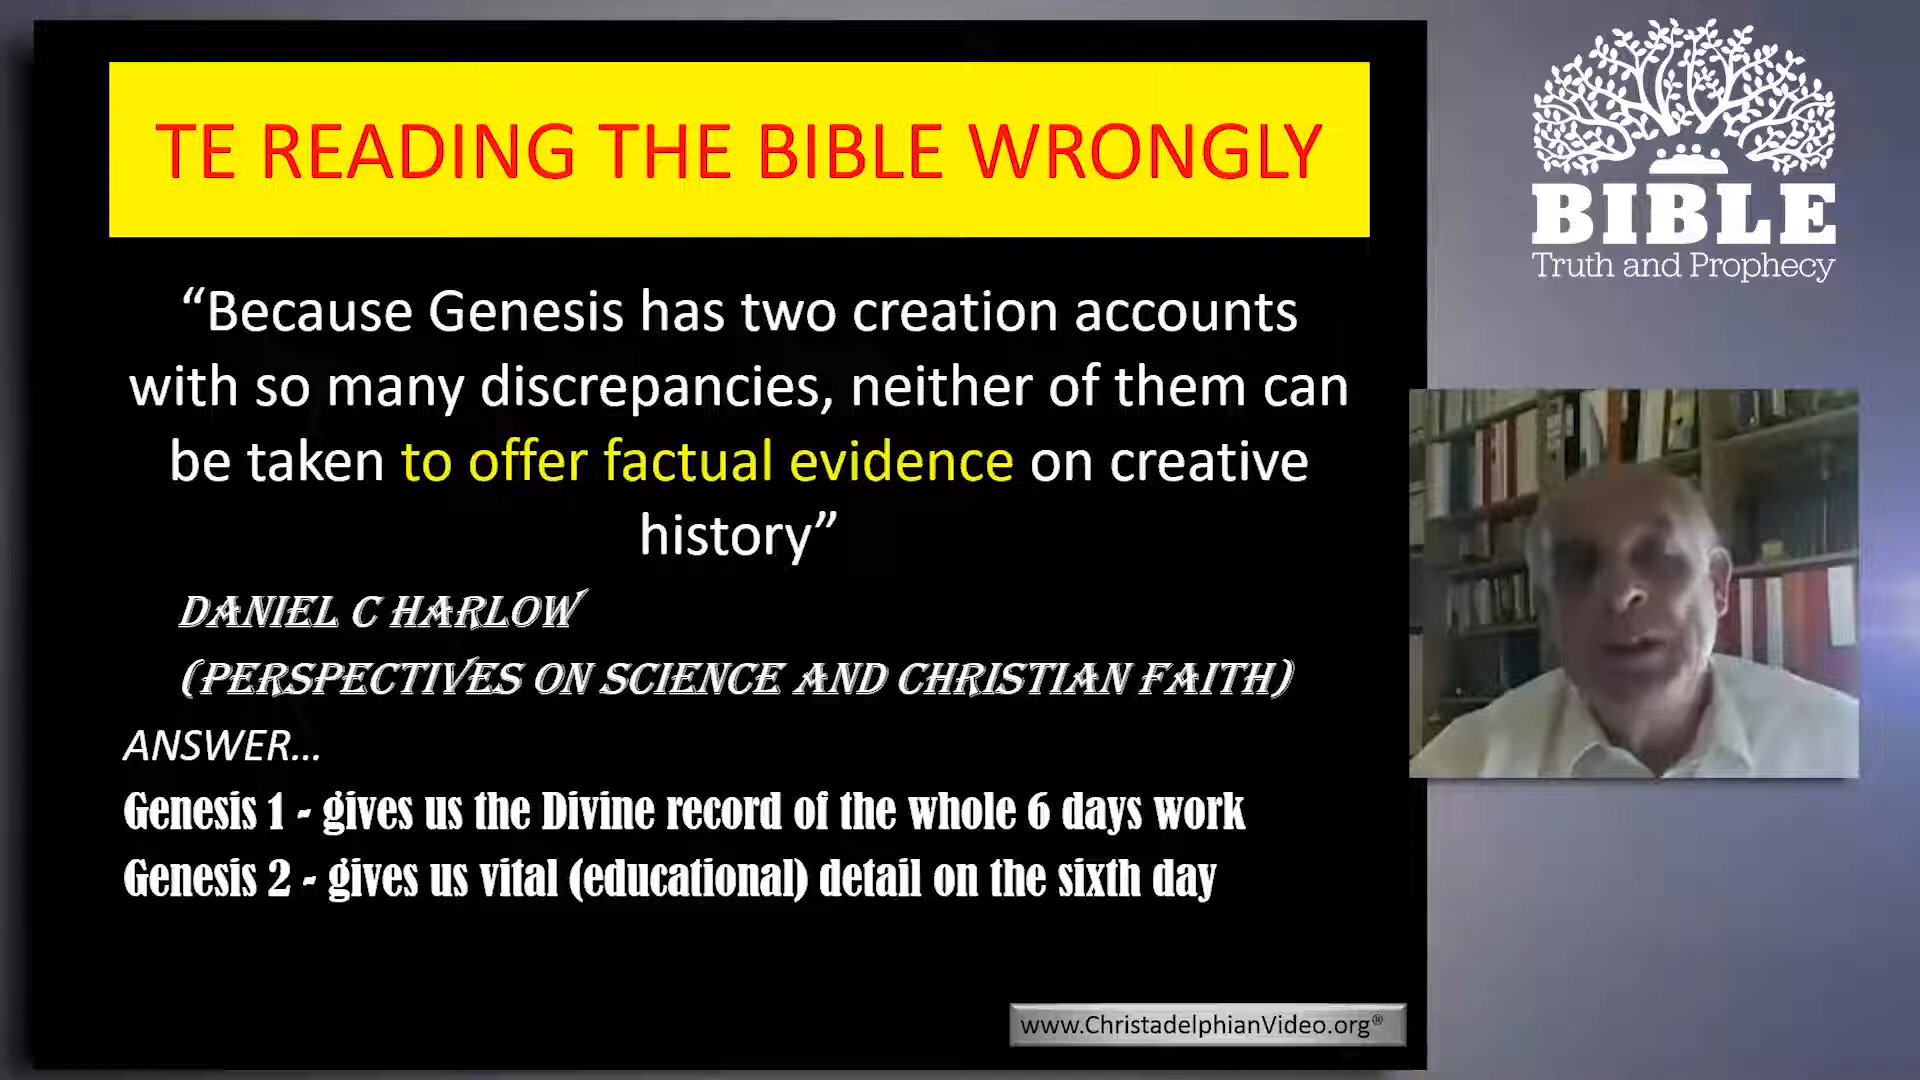 TE READING THE BIBLE WRONGLY
“Because Genesis has two creation accounts
with so many discrepancies, neither of them can
be taken to offer factual evidence on creative
history”
DANIEL C HARLOW
(PERSPECTIVES ON SCIENCE AND CHRISTIAN FAITH)
ANSWER...
Genesis 1 - gives us the Divine record of the whole 6 days work
Genesis 2 - gives us vital (educational) detail on the sixth day
www.ChristadelphianVideo.org®
BIBLE
Truth and Prophecy